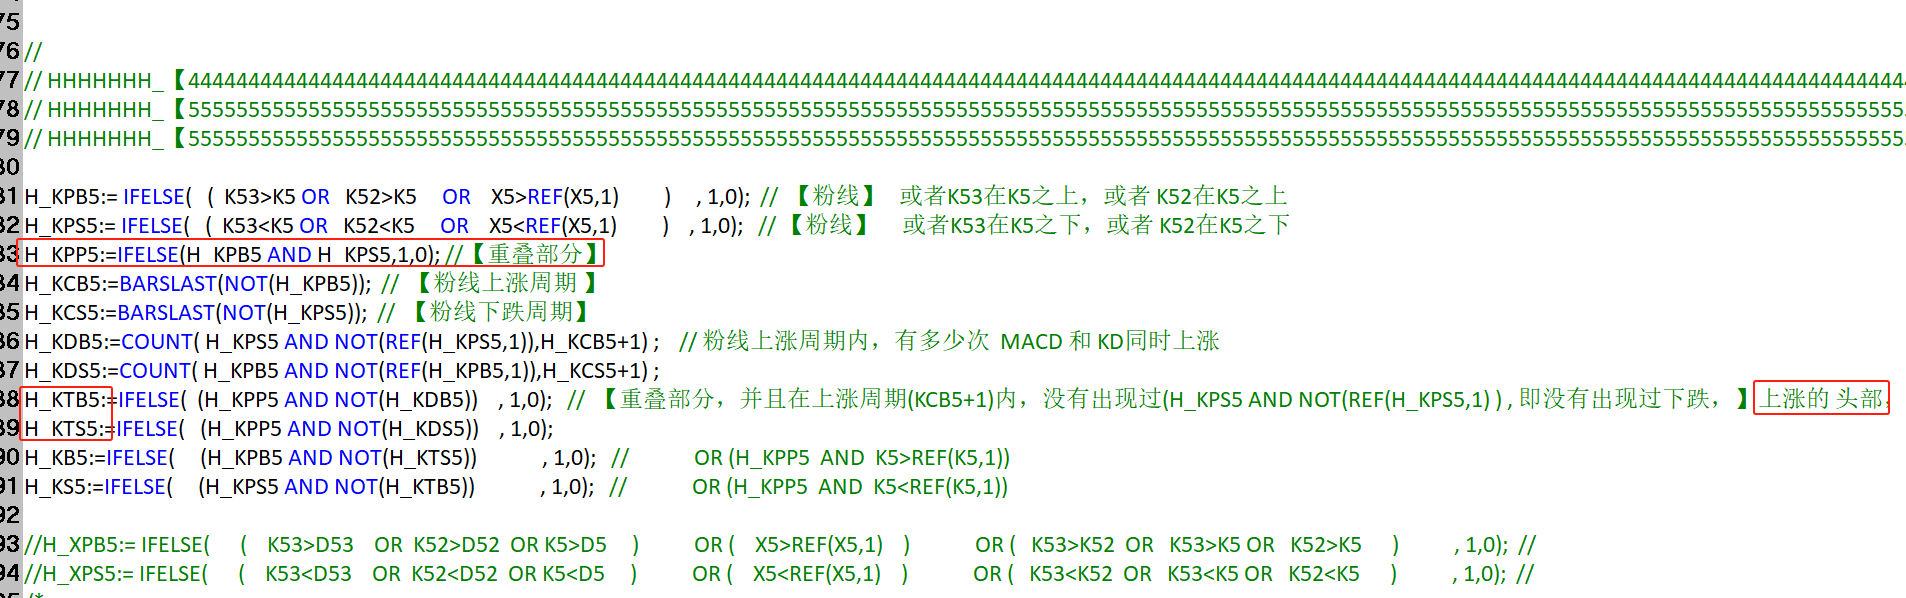 75
76 //
77 // HHHHHHH_【44444444444444444444444444444444444444444444444444444444444444444444444444444444444444444444444444444444444444444444444444444444444444444444444444
78 // HHHHHHH_【55555555555555555555555555555555555555555555555555555555555555555555555555555555555555555555555555555555555555555555555555555555555555555555555555
79 // HHHHHHH_【55555555555555555555555555555555555555555555555555555555555555555555555555555555555555555555555555555555555555555555555555555555555555555555555555
80
81 H_KPB5:= IFELSE( ( K53>K5 OR K52>K5 OR X5>REF(X5,1) ) , 1,0); // 【粉线】 或者K53在K5之上，或者 K52在K5之上
82 H_KPS5:= IFELSE( ( K53<K5 OR K52<K5 OR X5<REF(X5,1) ) , 1,0); // 【粉线】 或者K53在K5之下，或者 K52在K5之下
83 H_KPP5:=IFELSE(H_KPB5 AND H_KPS5,1,0); //【重叠部分】
84 H_KCB5:=BARSLAST(NOT(H_KPB5)); // 【粉线上涨周期 】
85 H_KCS5:=BARSLAST(NOT(H_KPS5)); // 【粉线下跌周期】
86 H_KDB5:=COUNT( H_KPS5 AND NOT(REF(H_KPS5,1)),H_KCB5+1) ; // 粉线上涨周期内，有多少次 MACD 和 KD同时上涨
87 H_KDS5:=COUNT( H_KPB5 AND NOT(REF(H_KPB5,1)),H_KCS5+1) ;
88 H_KTB5:=IFELSE( (H_KPP5 AND NOT(H_KDB5)) , 1,0); // 【重叠部分，并且在上涨周期(KCB5+1)内，没有出现过(H_KPS5 AND NOT(REF(H_KPS5,1) ) , 即没有出现过下跌，】上涨的 头部，
89 H_KTS5:=IFELSE( (H_KPP5 AND NOT(H_KDS5)) , 1,0);
90 H_KB5:=IFELSE( (H_KPB5 AND NOT(H_KTS5)) , 1,0); // OR (H_KPP5 AND K5>REF(K5,1))
91 H_KS5:=IFELSE( (H_KPS5 AND NOT(H_KTB5)) , 1,0); // OR (H_KPP5 AND K5<REF(K5,1))
92
93 //H_XPB5:= IFELSE( ( K53>D53 OR K52>D52 OR K5>D5 ) OR ( X5>REF(X5,1) ) OR ( K53>K52 OR K53>K5 OR K52>K5 ) , 1,0); //
94 //H_XPS5:= IFELSE( ( K53<D53 OR K52<D52 OR K5<D5 ) OR ( X5<REF(X5,1) ) OR ( K53<K52 OR K53<K5 OR K52<K5 ) , 1,0); //
95 /*